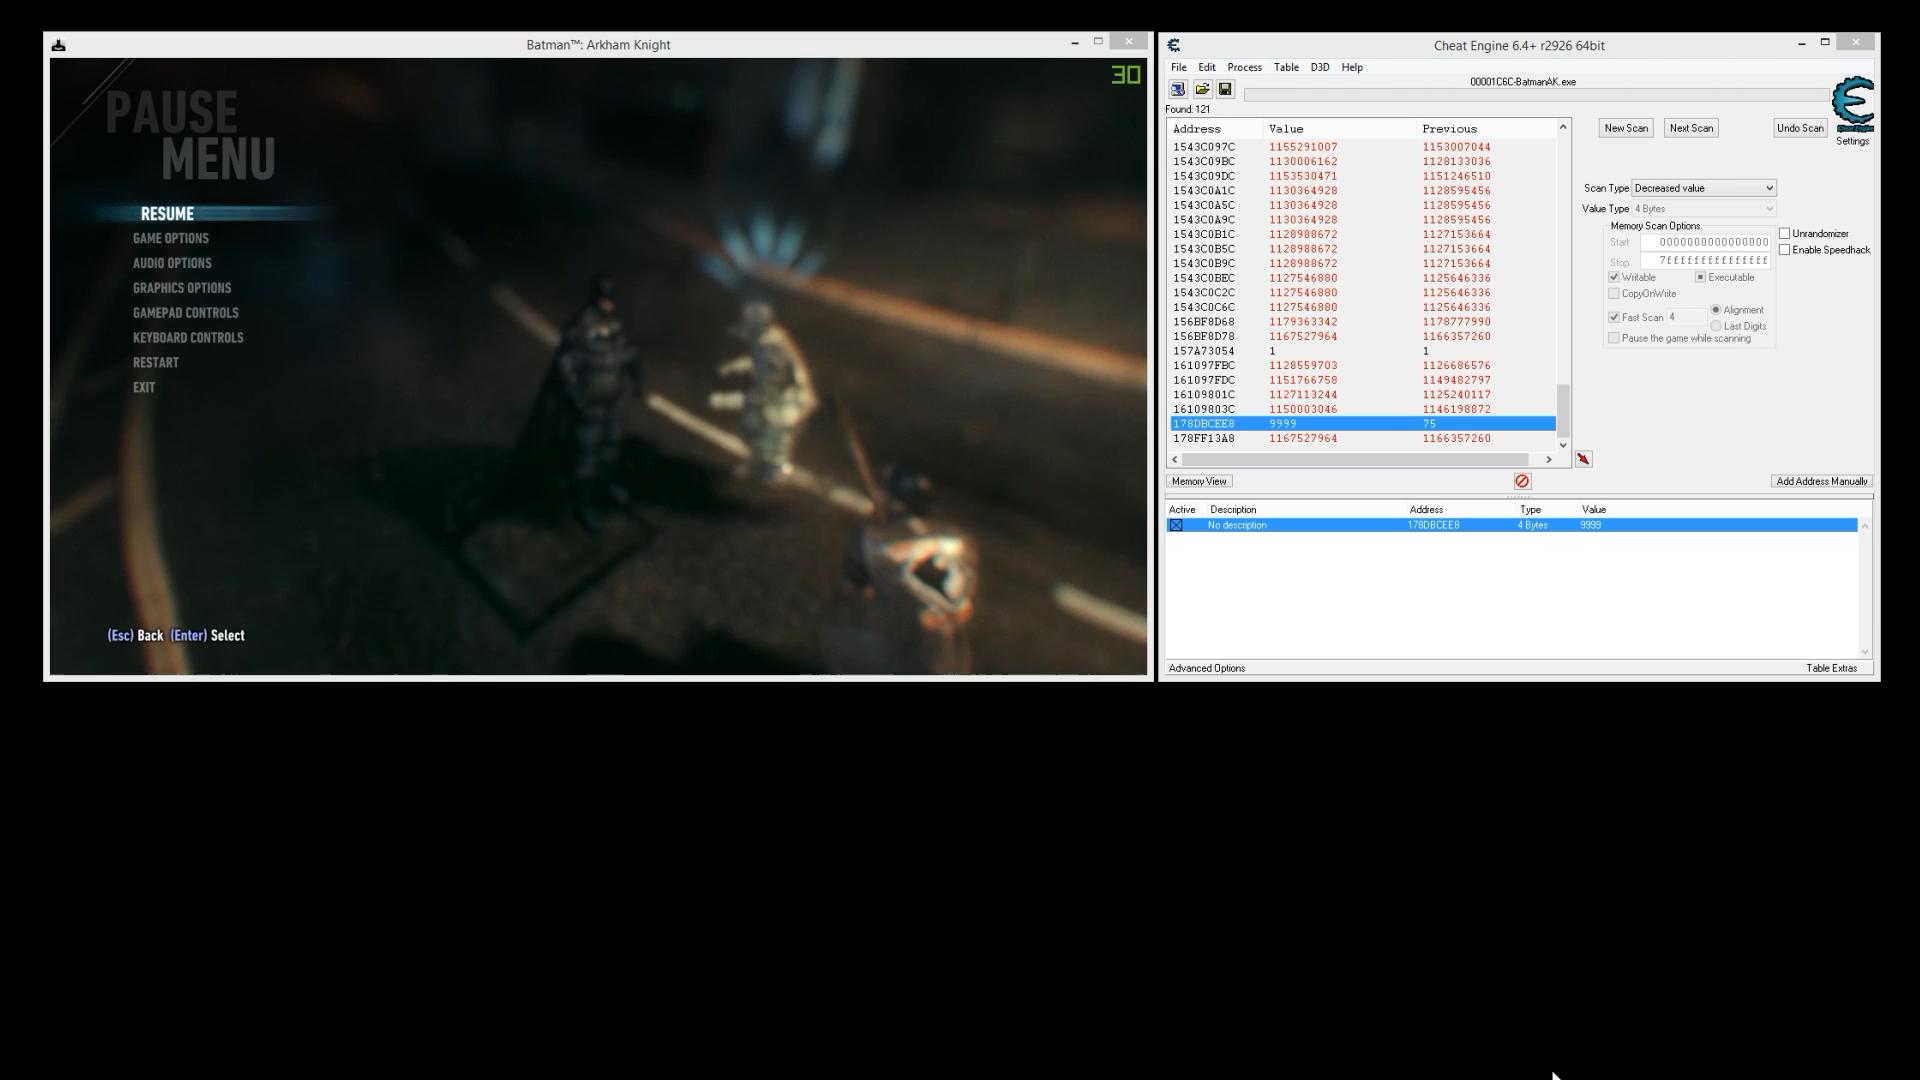 Batman™: Arkham Knight
30
PAUSE
MENU
RESUME
GAME OPTIONS
AUDIO OPTIONS
GRAPHICS OPTIONS
GAMEPAD CONTROLS
KEYBOARD CONTROLS
RESTART
EXIT
(Esc) Back (Enter) Select
Cheat Engine 6.4+ r2926 64bit
File Edit Process Table D3D Help
00001C6C-BatmanAK.exe
Found: 121
Address Value Previous
1543C097C 1155291007 1153007044
1543C09BC 1130006162 1128133036
1543C09DC 1153530471 1151246510
1543C0A1C 1130364928 1128595456
1543C0A5C 1130364928 1128595456
1543C0A9C 1130364928 1128595456
1543C0B1C 1128988672 1127153664
1543C0B5C 1128988672 1127153664
1543C0B9C 1128988672 1127153664
1543C0BEC 1127546880 1125646336
1543C0C2C 1127546880 1125646336
1543C0C6C 1127546880 1125646336
156BF8D68 1179363342 1178777990
156BF8D78 1167527964 1166357260
157A73054 1 1
161097FBC 1128559703 1126686576
161097FDC 1151766758 1149482797
16109801C 1127113244 1125240117
16109803C 1150003046 1146198872
178DBCEE8 9999 75
178FF13A8 1167527964 1166357260
New Scan Next Scan Undo Scan
Settings
Scan Type Decreased value
Value Type 4 Bytes
Memory Scan Options
Start 0000000000000000
Stop 7fffffffffffffff
Writable Executable
CopyOnWrite
Fast Scan 4 Alignment
Last Digits
Pause the game while scanning
Unrandomizer
Enable Speedhack
Memory View Add Address Manually
Active Description Address Type Value
No description 178DBCEE8 4 Bytes 9999
Advanced Options Table Extras